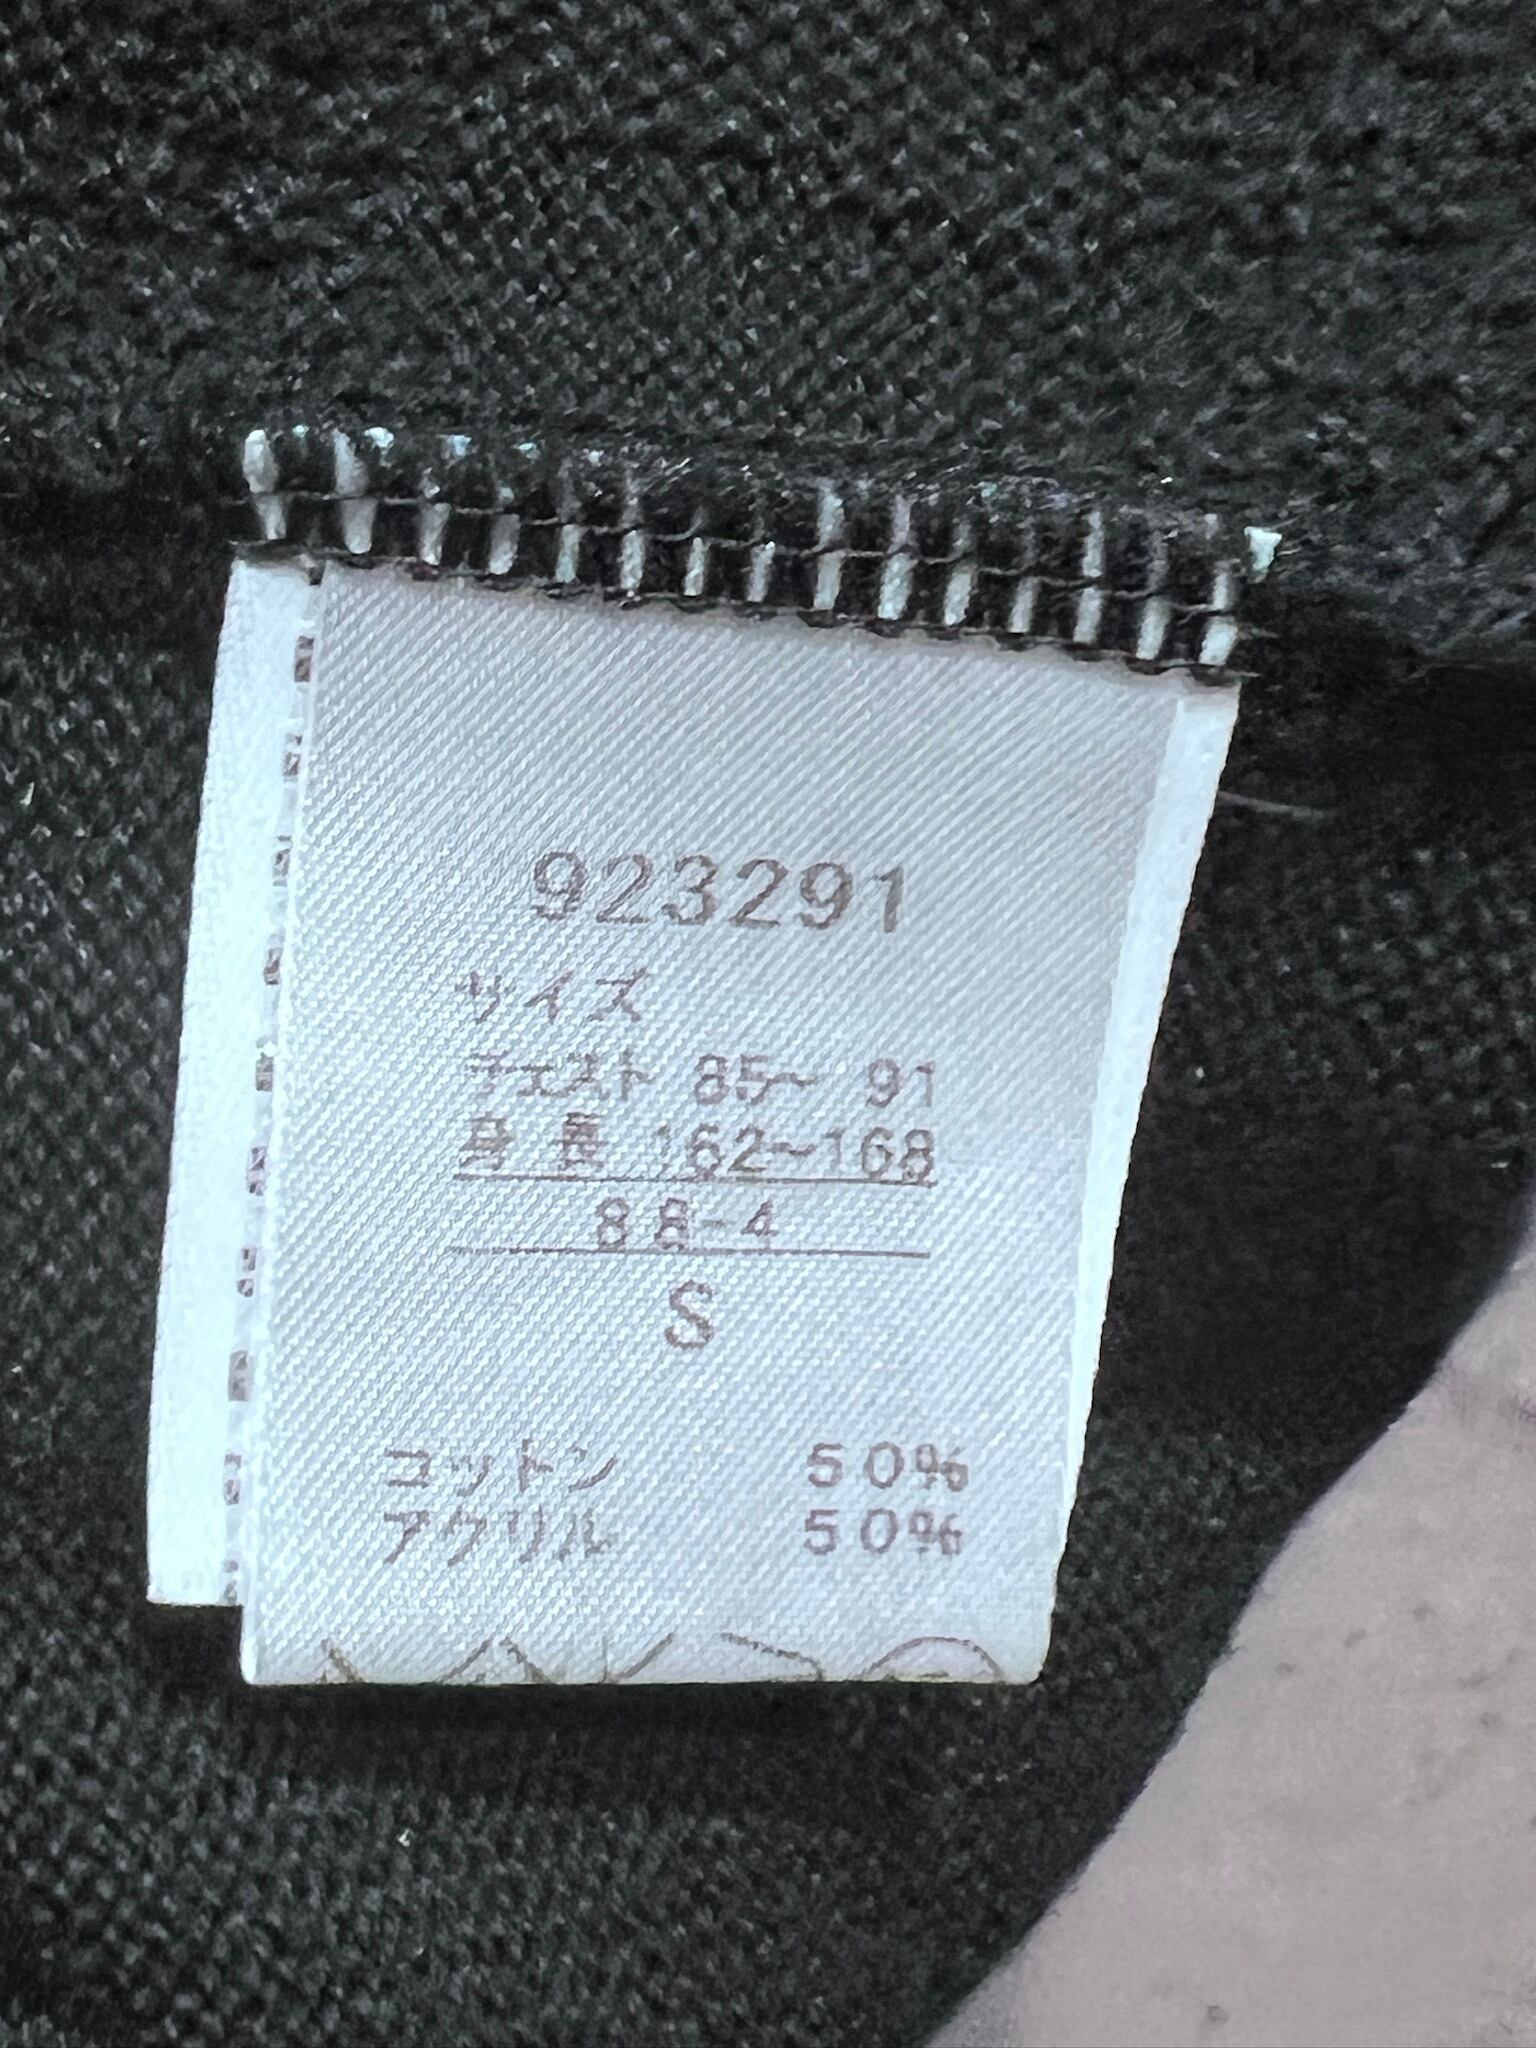 923291
サイズ
チェスト 85~ 91
身 長 162~168
88-4
S
コットン 50%
アクリル 50%